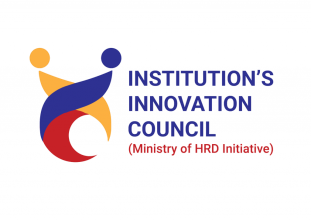 INSTITUTION'S
INNOVATION
COUNCIL
(Ministry of HRD Initiative)